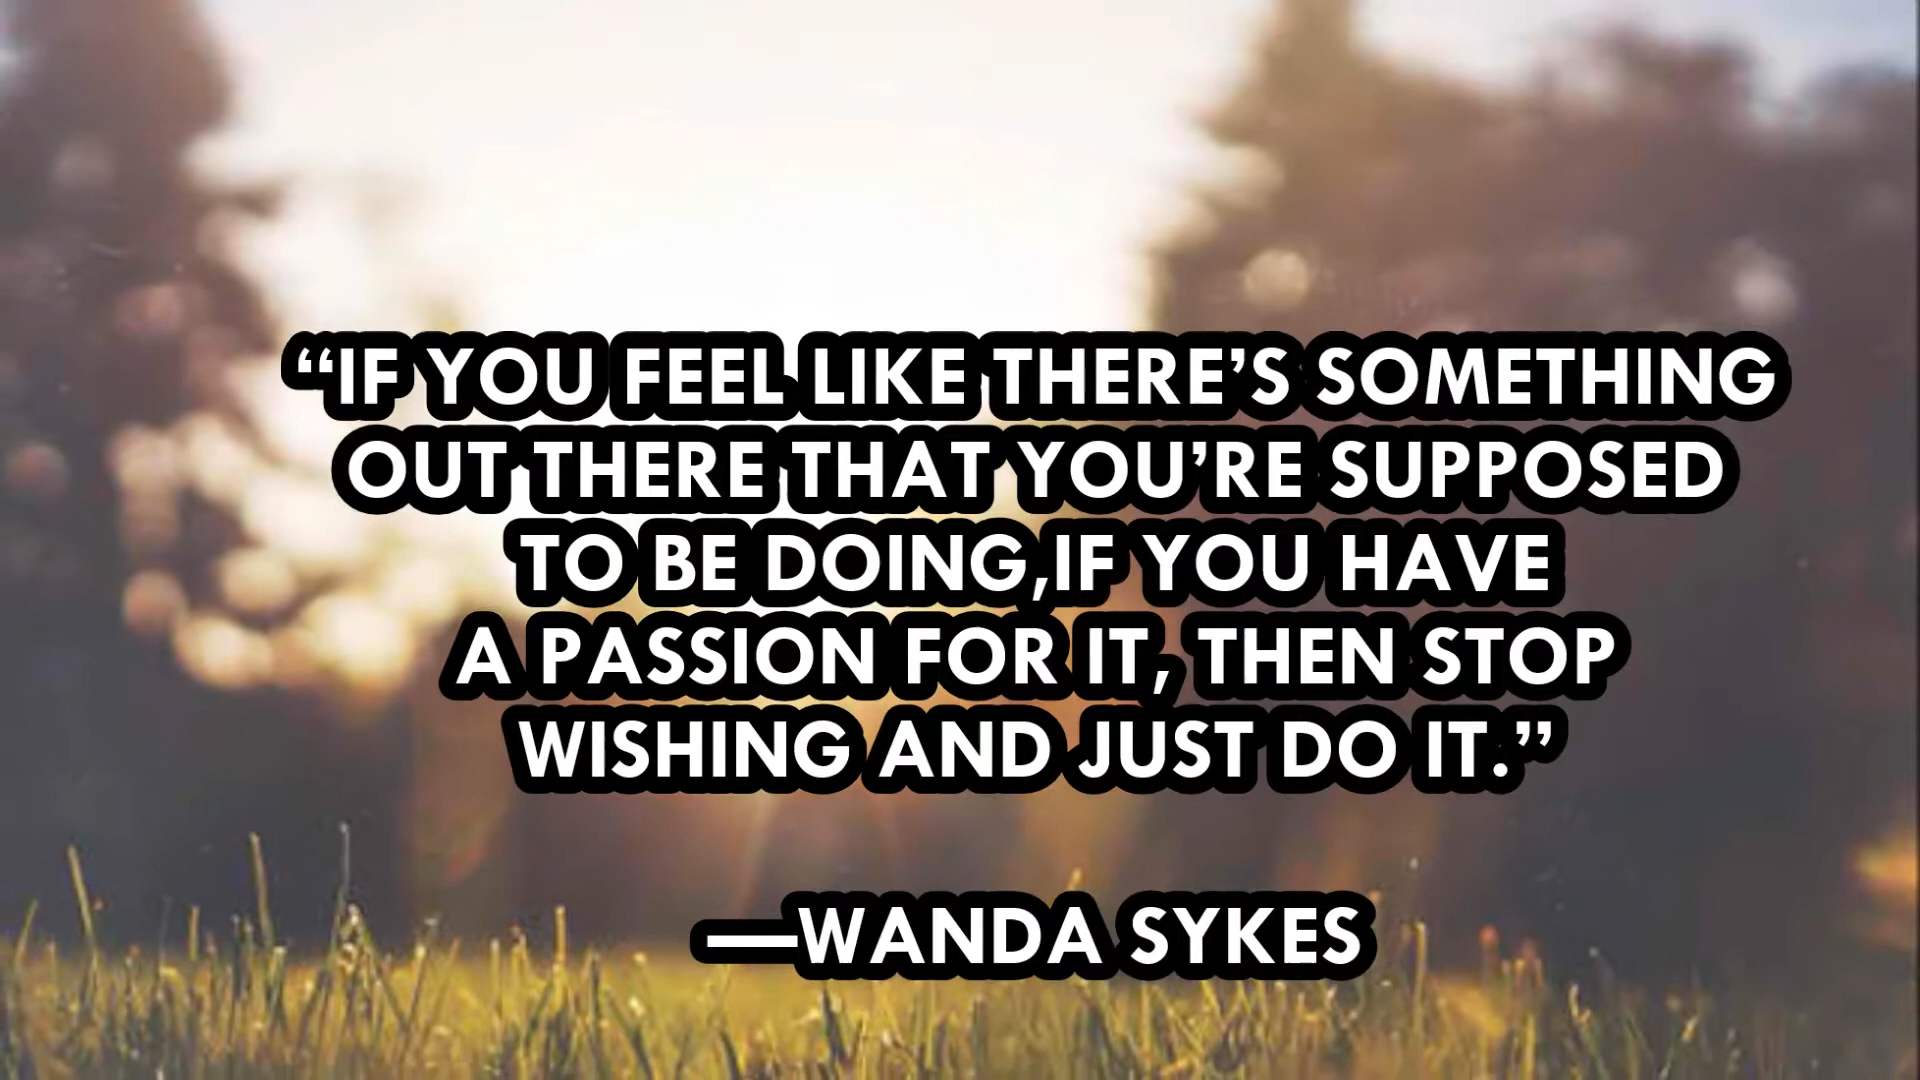 “IF YOU FEEL LIKE THERE’S SOMETHING
OUT THERE THAT YOU’RE SUPPOSED
TO BE DOING,IF YOU HAVE
A PASSION FOR IT, THEN STOP
WISHING AND JUST DO IT.”
—WANDA SYKES